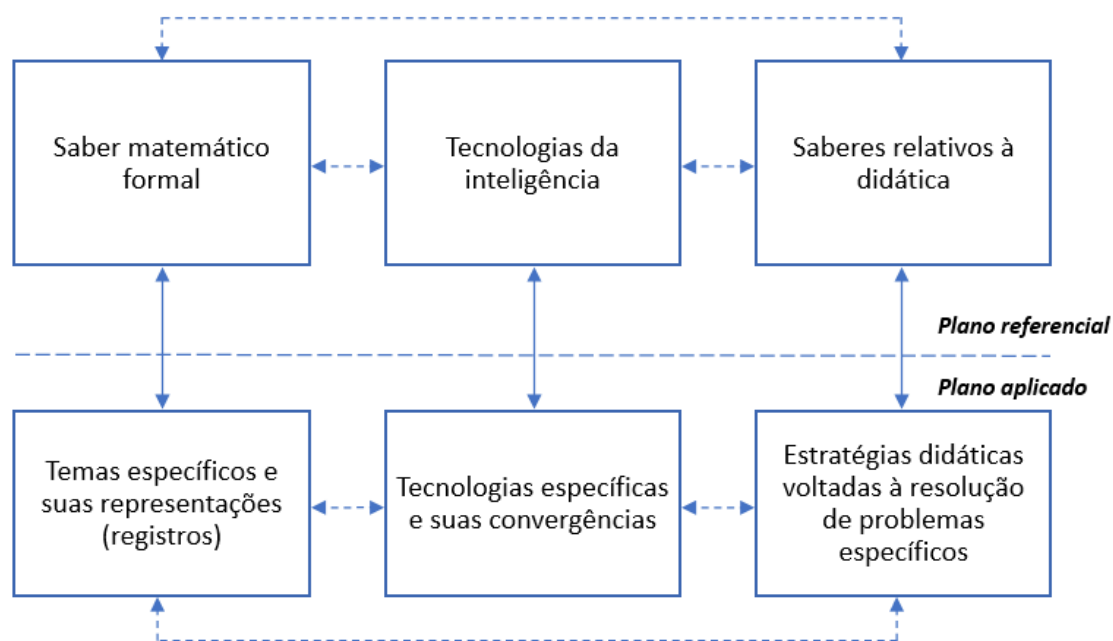 Saber matemático
formal
Tecnologias da
inteligência
Saberes relativos à
didática
Plano referencial
Plano aplicado
Temas específicos e
suas representações
(registros)
Tecnologias específicas
e suas convergências
Estratégias didáticas
voltadas à resolução
de problemas
específicos